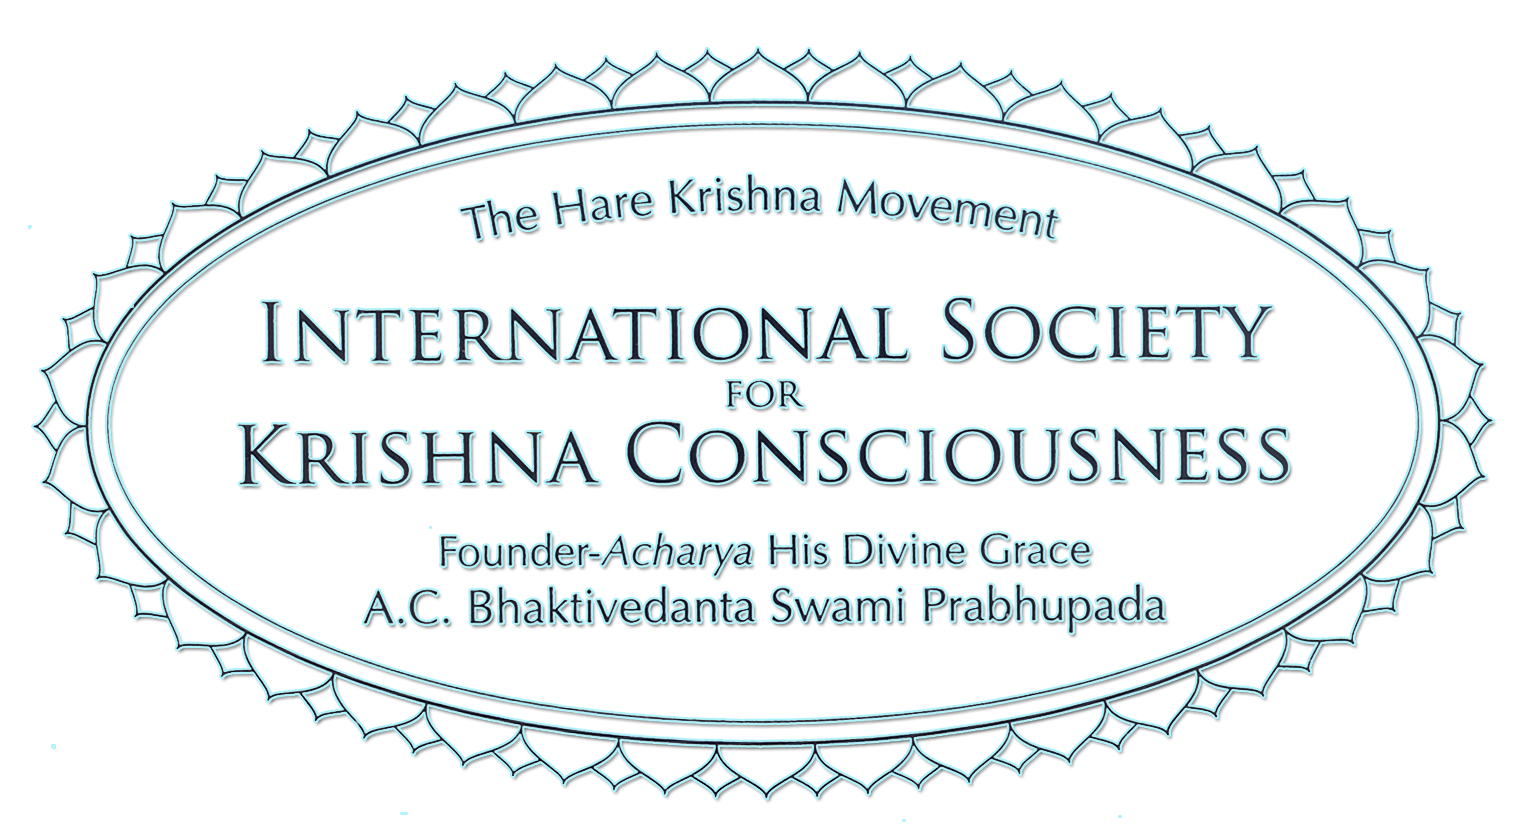 The Hare Krishna Movement
International Society
for
Krishna Consciousness
Founder-Acharya His Divine Grace
A.C. Bhaktivedanta Swami Prabhupada